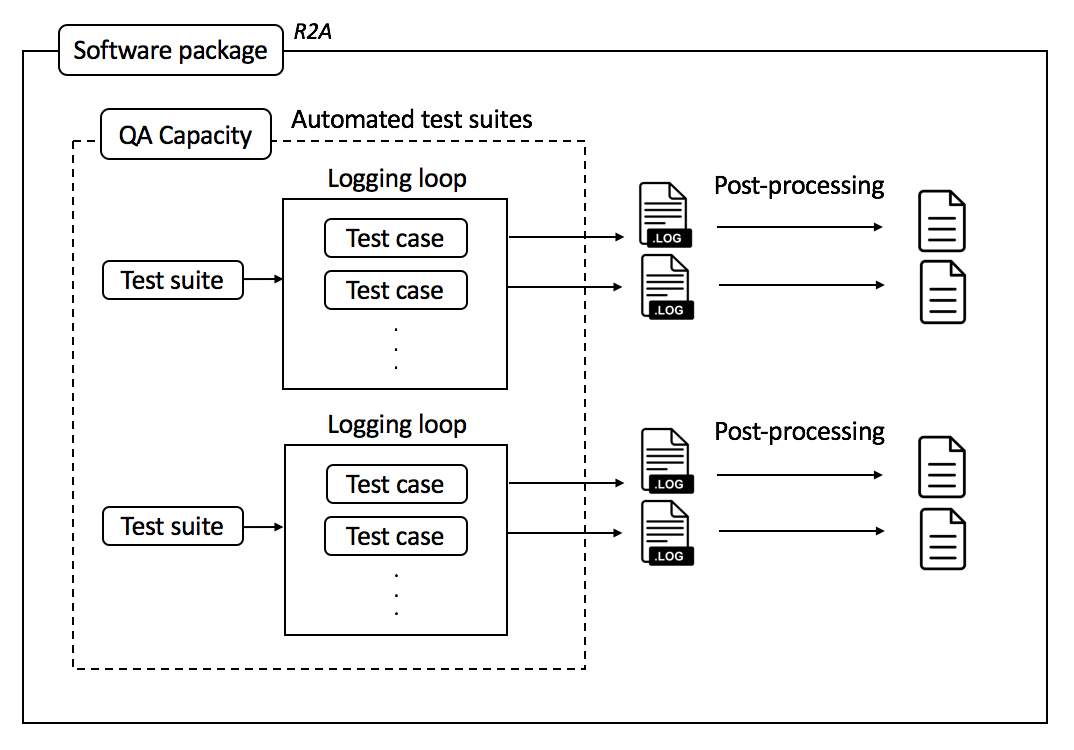 Software package
R2A
QA Capacity
Automated test suites
Logging loop
Test case
Test suite
Test case
.
.
.
.LOG
.LOG
Post-processing
Logging loop
Test case
Test suite
Test case
.
.
.
.LOG
.LOG
Post-processing